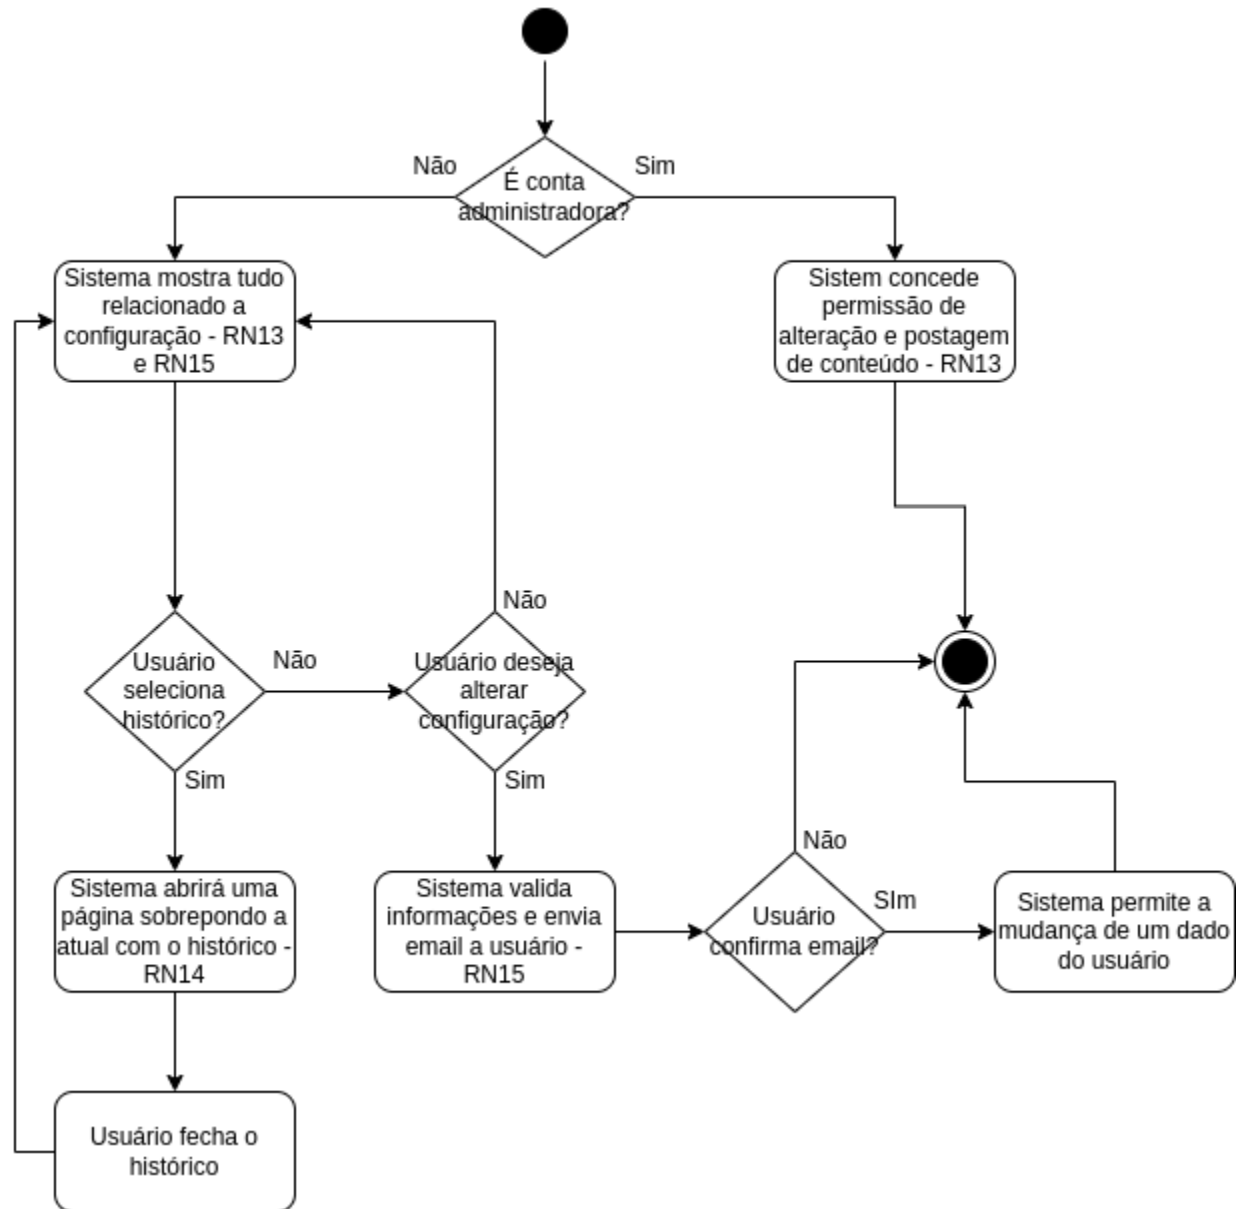 Não
Sim
É conta
administradora?
Sistema mostra tudo
relacionado a
configuração - RN13
e RN15
Sistem concede
permissão de
alteração e postagem
de conteúdo - RN13
Não
Usuário
seleciona
histórico?
Não
Usuário deseja
alterar
configuração?
Sim
Sim
Sistema abrirá uma
página sobrepondo a
atual com o histórico -
RN14
Sistema valida
informações e envia
email a usuário -
RN15
Não
Usuário
confirma email?
SIm
Sistema permite a
mudança de um dado
do usuário
Usuário fecha o
histórico